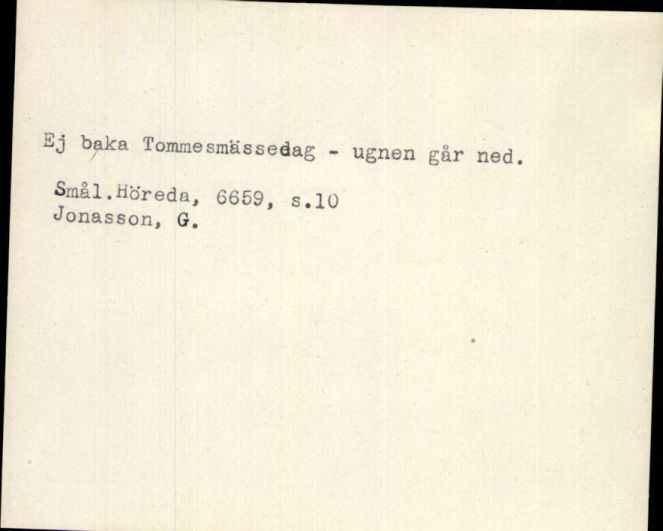 Ej baka Tommesmässedag - ugnen går ned.
Smål.Höreda, 6659, s.10
Jonasson, G.